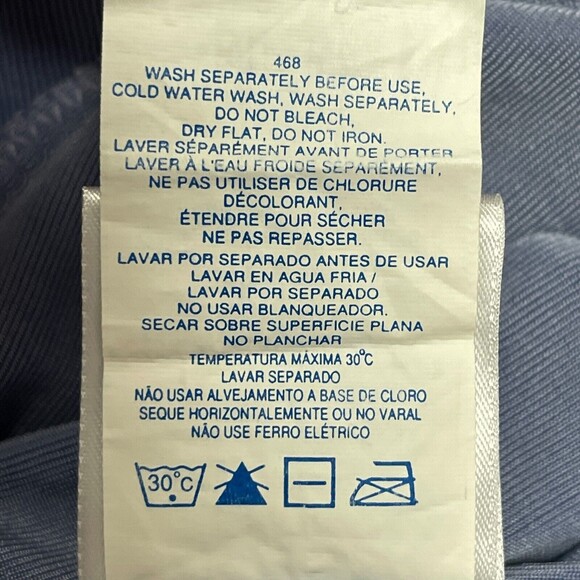 468
WASH SEPARATELY BEFORE USE,
COLD WATER WASH, WASH SEPARATELY,
DO NOT BLEACH,
DRY FLAT, DO NOT IRON.
LAVER SÉPARÉMENT AVANT DE PORTER
LAVER À L'EAU FROIDE SEPARÉMENT,
NE PAS UTILISER DE CHLORURE
DÉCOLORANT,
ÉTENDRE POUR SÉCHER
NE PAS REPASSER.
LAVAR POR SEPARADO ANTES DE USAR
LAVAR EN AGUA FRIA /
LAVAR POR SEPARADO
NO USAR BLANQUEADOR.
SECAR SOBRE SUPERFICIE PLANA
NO PLANCHAR
TEMPERATURA MÁXIMA 30°C
LAVAR SEPARADO
NÃO USAR ALVEJAMENTO A BASE DE CLORO
SEQUE HORIZONTALEMENTE OU NO VARAL
NÃO USE FERRO ELÉTRICO
30°C